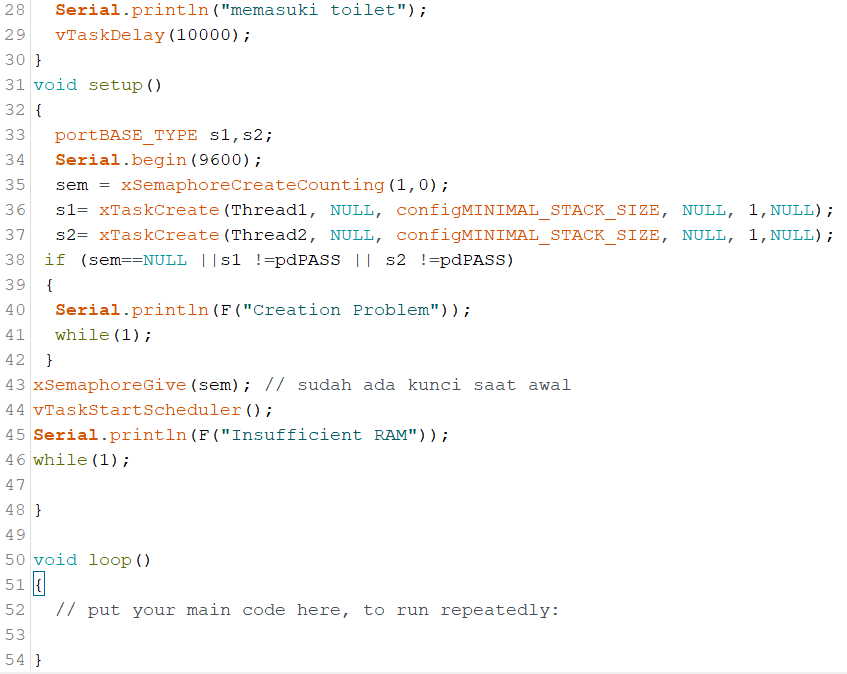 28   Serial.println("memasuki toilet");
29   vTaskDelay(10000);
30 }
31 void setup()
32 {
33   portBASE_TYPE s1,s2;
34   Serial.begin(9600);
35   sem = xSemaphoreCreateCounting(1,0);
36   s1= xTaskCreate(Thread1, NULL, configMINIMAL_STACK_SIZE, NULL, 1,NULL);
37   s2= xTaskCreate(Thread2, NULL, configMINIMAL_STACK_SIZE, NULL, 1,NULL);
38  if (sem==NULL ||s1 !=pdPASS || s2 !=pdPASS)
39  {
40   Serial.println(F("Creation Problem"));
41   while(1);
42  }
43 xSemaphoreGive(sem); // sudah ada kunci saat awal
44 vTaskStartScheduler();
45 Serial.println(F("Insufficient RAM"));
46 while(1);
47
48 }
49
50 void loop()
51 {
52   // put your main code here, to run repeatedly:
53
54 }